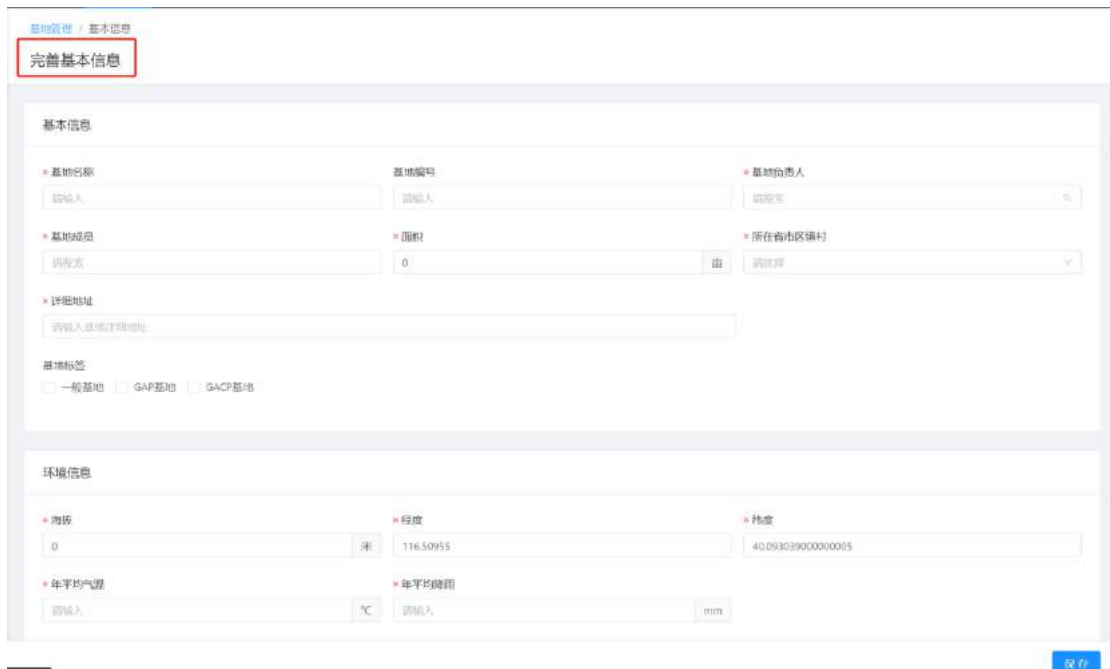 基地管理 / 基本信息
完善基本信息
基本信息
* 基地名称
基地编号
* 基地负责人
请输入
请输入
请搜索
* 基地成员
* 面积
* 所在省市区镇村
请搜索
0
亩
请选择
* 详细地址
请输入基地详细地址
基地标签
一般基地
GAP基地
GACP基地
环境信息
* 海拔
* 经度
* 纬度
0
米
116.50955
40.093039000000005
* 年平均气温
* 年平均降雨
请输入
℃
请输入
mm
保存